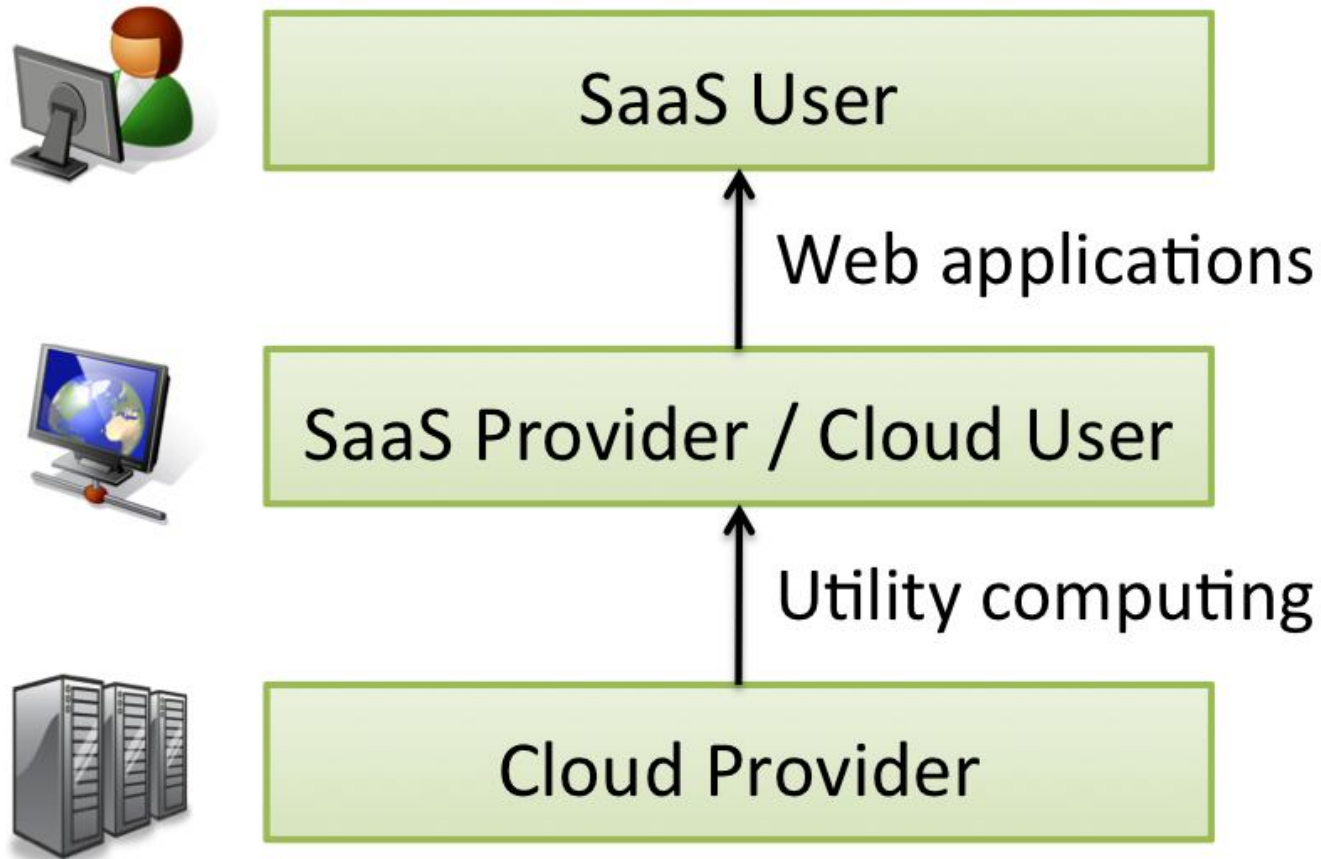 SaaS User
Web applications
SaaS Provider / Cloud User
Utility computing
Cloud Provider